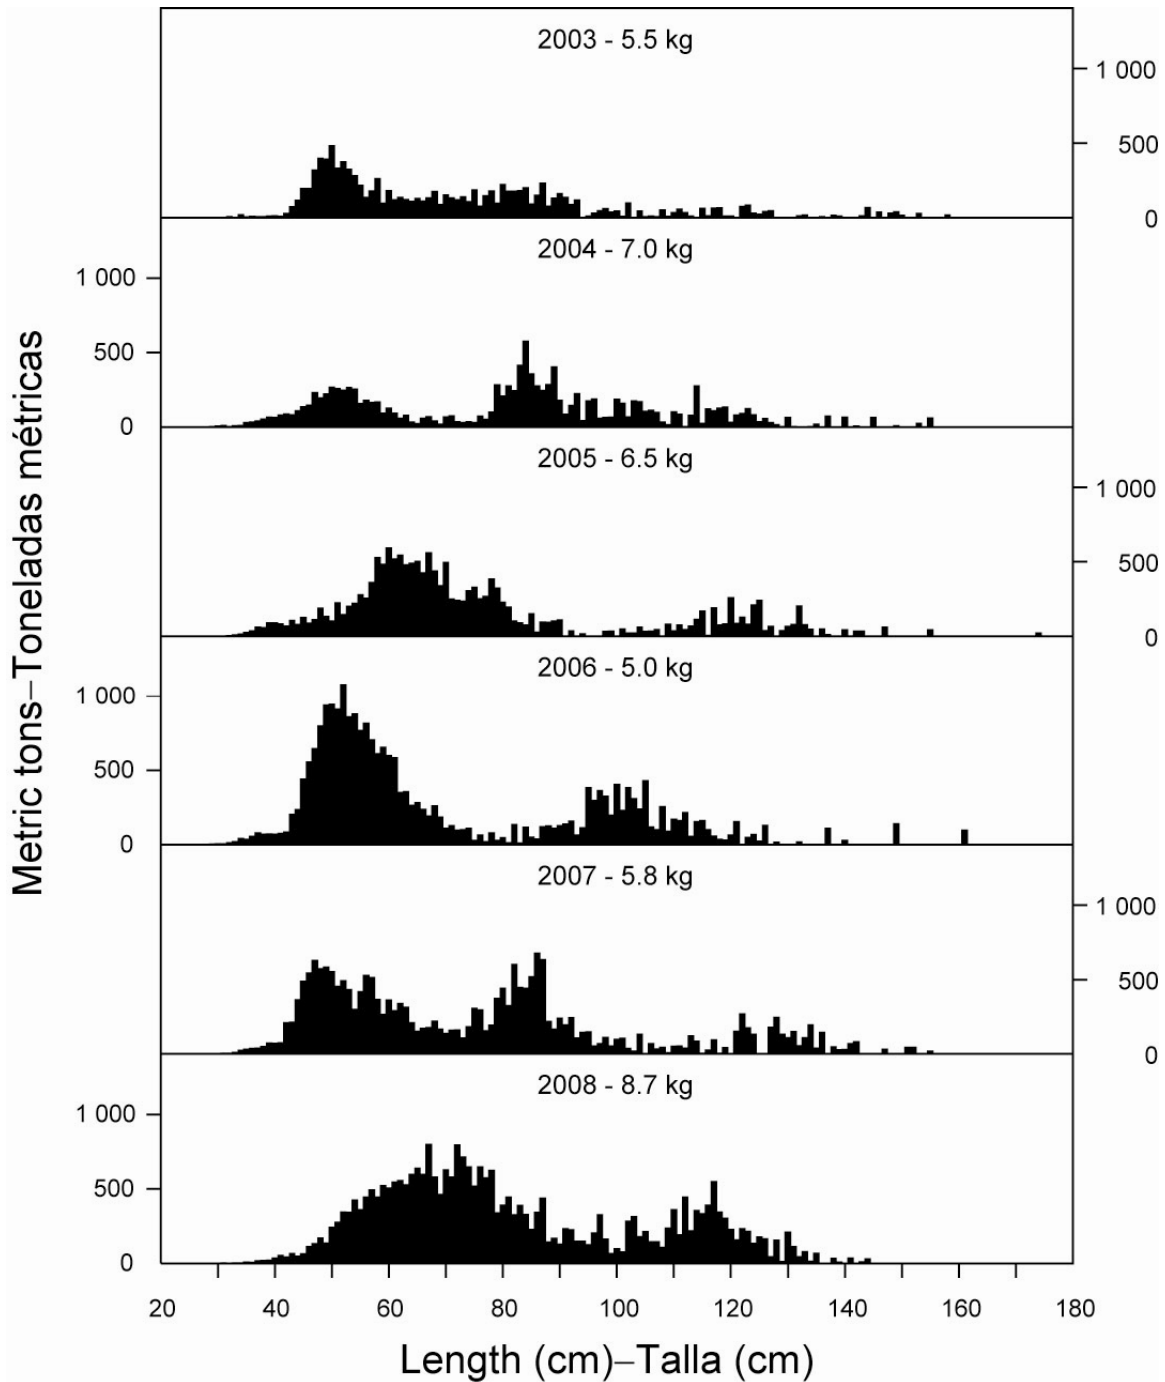 2003 - 5.5 kg
1 000
500
0
2004 - 7.0 kg
1 000
500
0
2005 - 6.5 kg
1 000
500
0
2006 - 5.0 kg
1 000
500
0
2007 - 5.8 kg
1 000
500
0
2008 - 8.7 kg
1 000
500
0
Metric tons–Toneladas métricas
20 40 60 80 100 120 140 160 180
Length (cm)–Talla (cm)